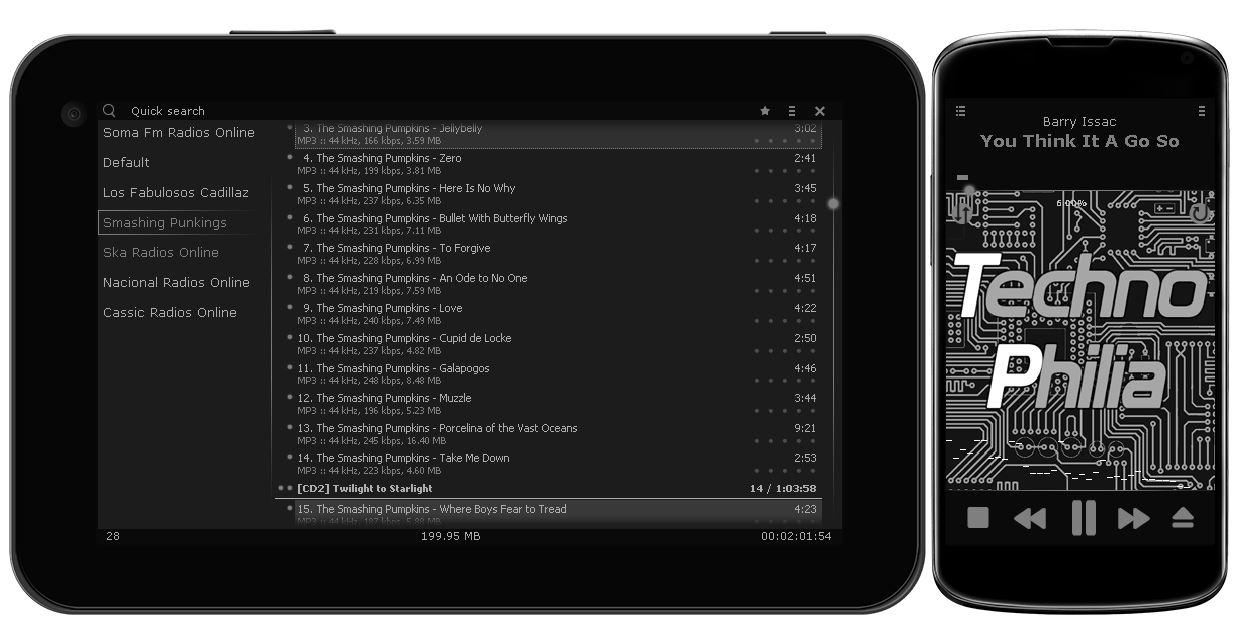 Quick search
Soma Fm Radios Online
Default
Los Fabulosos Cadillaz
Smashing Punkings
Ska Radios Online
Nacional Radios Online
Cassic Radios Online
3. The Smashing Pumpkins - Jellybelly 3:02
MP3 :: 44 kHz, 166 kbps, 3.59 MB
4. The Smashing Pumpkins - Zero 2:41
MP3 :: 44 kHz, 199 kbps, 3.81 MB
5. The Smashing Pumpkins - Here Is No Why 3:45
MP3 :: 44 kHz, 237 kbps, 6.35 MB
6. The Smashing Pumpkins - Bullet With Butterfly Wings 4:18
MP3 :: 44 kHz, 231 kbps, 7.11 MB
7. The Smashing Pumpkins - To Forgive 4:17
MP3 :: 44 kHz, 228 kbps, 6.99 MB
8. The Smashing Pumpkins - An Ode to No One 4:51
MP3 :: 44 kHz, 219 kbps, 7.59 MB
9. The Smashing Pumpkins - Love 4:22
MP3 :: 44 kHz, 240 kbps, 7.49 MB
10. The Smashing Pumpkins - Cupid de Locke 2:50
MP3 :: 44 kHz, 237 kbps, 4.82 MB
11. The Smashing Pumpkins - Galapogos 4:46
MP3 :: 44 kHz, 248 kbps, 8.48 MB
12. The Smashing Pumpkins - Muzzle 3:44
MP3 :: 44 kHz, 196 kbps, 5.23 MB
13. The Smashing Pumpkins - Porcelina of the Vast Oceans 9:21
MP3 :: 44 kHz, 245 kbps, 16.40 MB
14. The Smashing Pumpkins - Take Me Down 2:53
MP3 :: 44 kHz, 223 kbps, 4.60 MB
[CD2] Twilight to Starlight 14 / 1:03:58
15. The Smashing Pumpkins - Where Boys Fear to Tread 4:23
MP3 :: 44 kHz, 187 kbps, 5.88 MB
28 199.95 MB 00:02:01:54
Barry Issac
You Think It A Go So
Techno
Philia